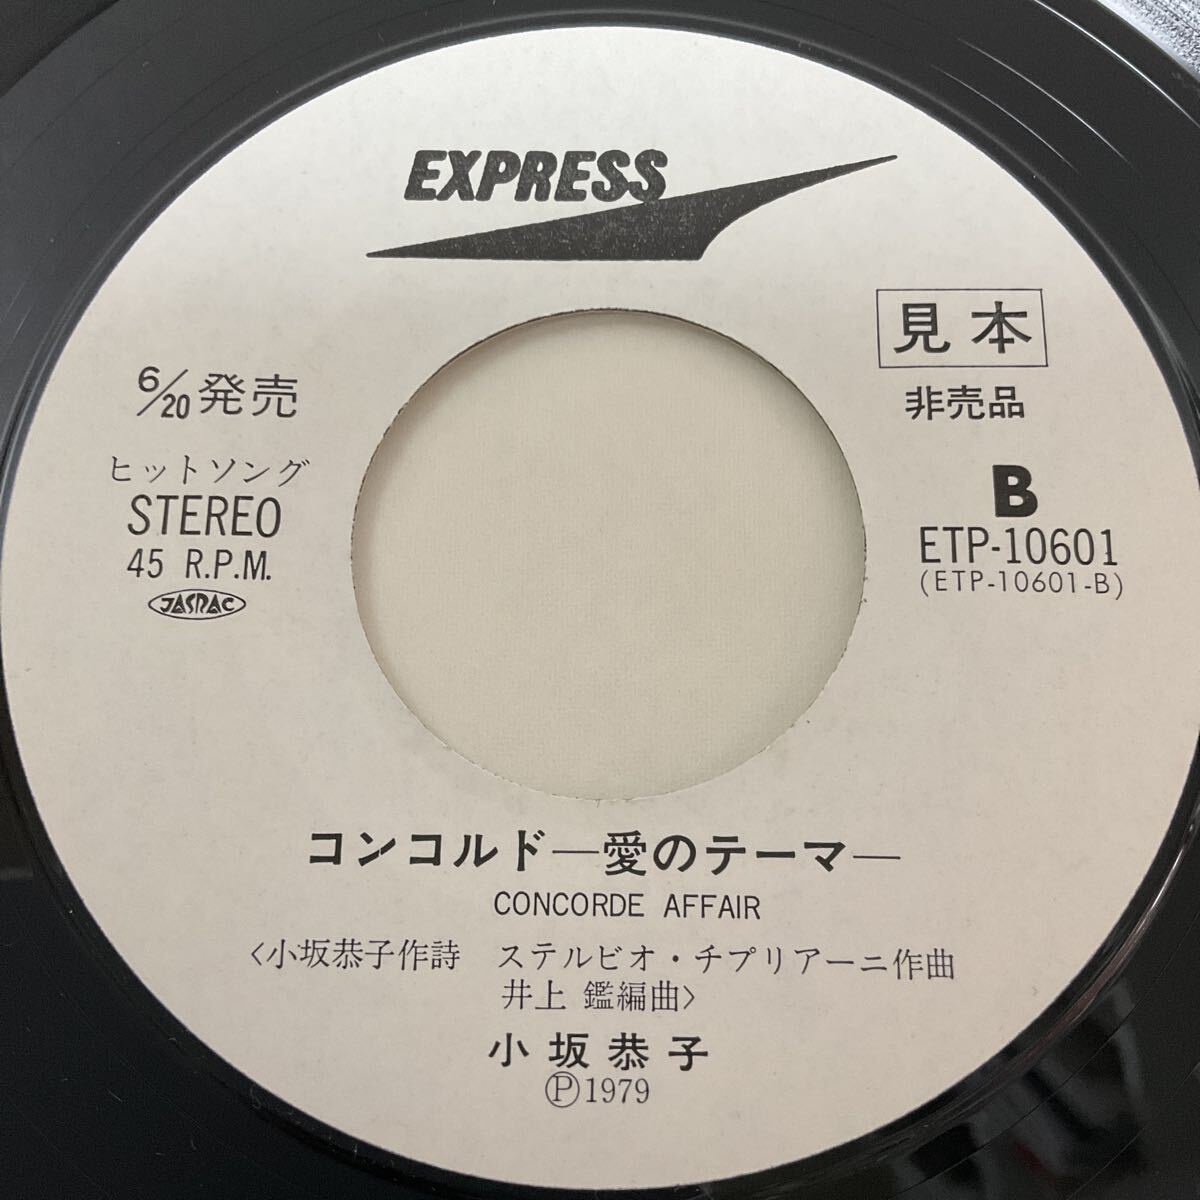 EXPRESS
見本
非売品
6/20発売
ヒットソング
STEREO
45 R.P.M.
JASRAC
B
ETP-10601
(ETP-10601-B)
コンコルド―愛のテーマ―
CONCORDE AFFAIR
〈小坂恭子作詩 ステルビオ・チプリアーニ作曲
井上 鑑編曲〉
小坂恭子
Ⓟ1979